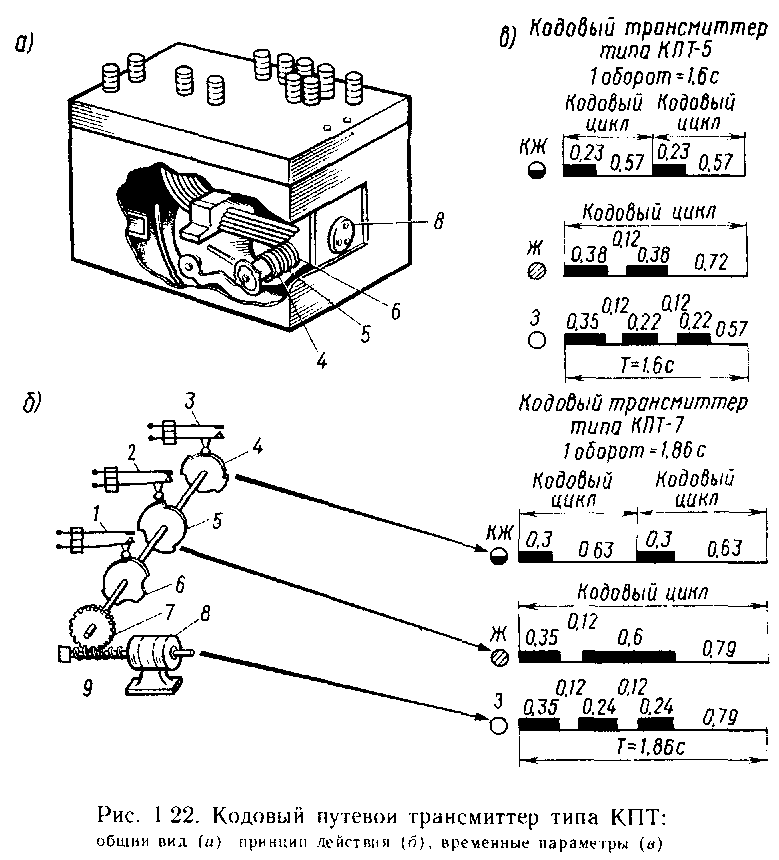 а)
8
6
5
4
в) Кодовый трансмиттер
типа КПТ-5
1 оборот = 1,6 с
Кодовый Кодовый
цикл цикл
КЖ 0,23 0,57 0,23 0,57
Кодовый цикл
0,12
Ж 0,38 0,38 0,72
0,12 0,12
З 0,35 0,22 0,22 0,57
Т=1,6с
б)
3
4
2
5
1
6
7
8
9
Кодовый трансмиттер
типа КПТ-7
1 оборот = 1,86 с
Кодовый Кодовый
цикл цикл
КЖ 0,3 0,63 0,3 0,63
Кодовый цикл
0,12
Ж 0,35 0,6 0,79
0,12 0,12
З 0,35 0,24 0,24 0,79
Т=1,86с
Рис. 1 22. Кодовый путевои трансмиттер типа КПТ:
общии вид (а) принцип действия (б), временные параметры (в)